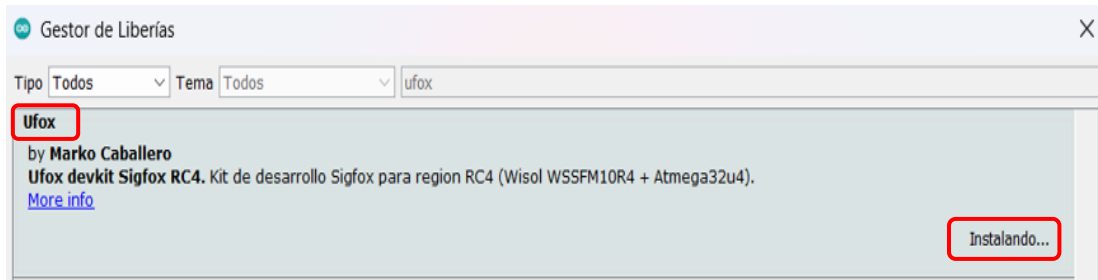 Gestor de Liberías
Tipo Todos Tema Todos ufox
Ufox
by Marko Caballero
Ufox devkit Sigfox RC4. Kit de desarrollo Sigfox para region RC4 (Wisol WSSFM10R4 + Atmega32u4).
More info
Instalando...